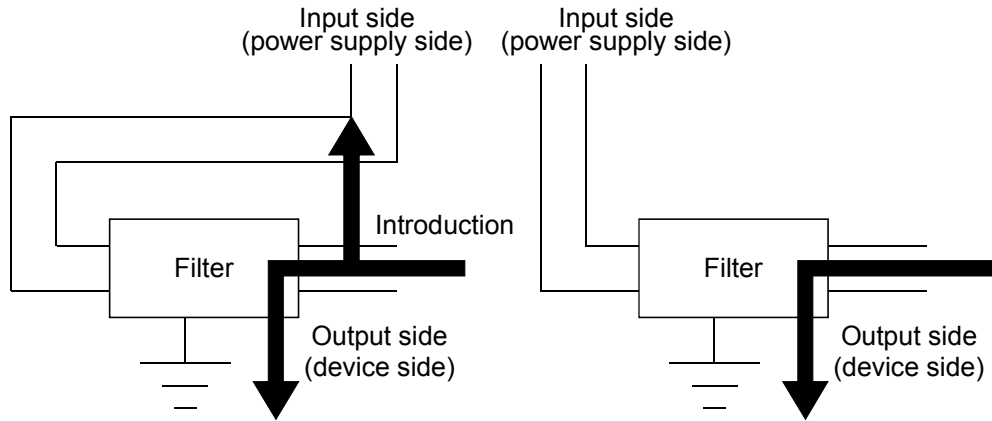 Input side
(power supply side)
Introduction
Filter
Output side
(device side)
Input side
(power supply side)
Filter
Output side
(device side)